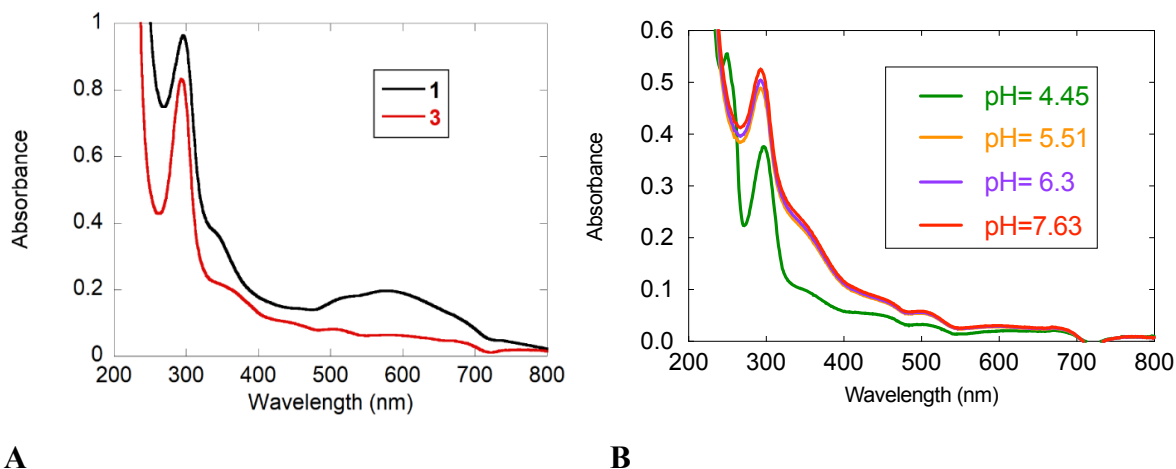 1
0.8
0.6
0.4
0.2
0
Absorbance
200 300 400 500 600 700 800
Wavelength (nm)
1
3
A
0.6
0.5
0.4
0.3
0.2
0.1
0.0
Absorbance
200 300 400 500 600 700 800
Wavelength (nm)
pH= 4.45
pH= 5.51
pH= 6.3
pH=7.63
B